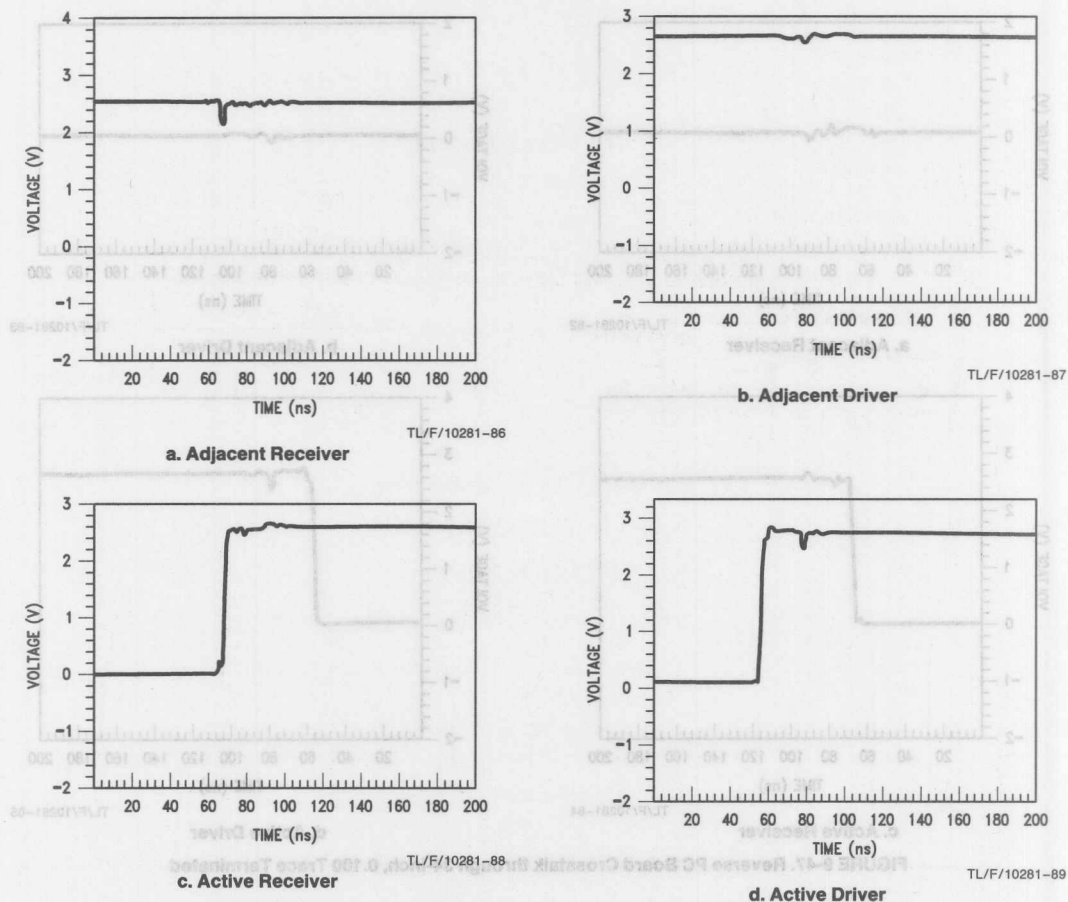 4
3
2
1
0
-1
-2
VOLTAGE (V)
20 40 60 80 100 120 140 160 180 200
TIME (ns)
TL/F/10281-86
a. Adjacent Receiver
3
2
1
0
-1
-2
VOLTAGE (V)
20 40 60 80 100 120 140 160 180 200
TIME (ns)
TL/F/10281-87
b. Adjacent Driver
3
2
1
0
-1
-2
VOLTAGE (V)
20 40 60 80 100 120 140 160 180 200
TIME (ns)
TL/F/10281-88
c. Active Receiver
3
2
1
0
-1
-2
VOLTAGE (V)
20 40 60 80 100 120 140 160 180 200
TIME (ns)
TL/F/10281-89
d. Active Driver